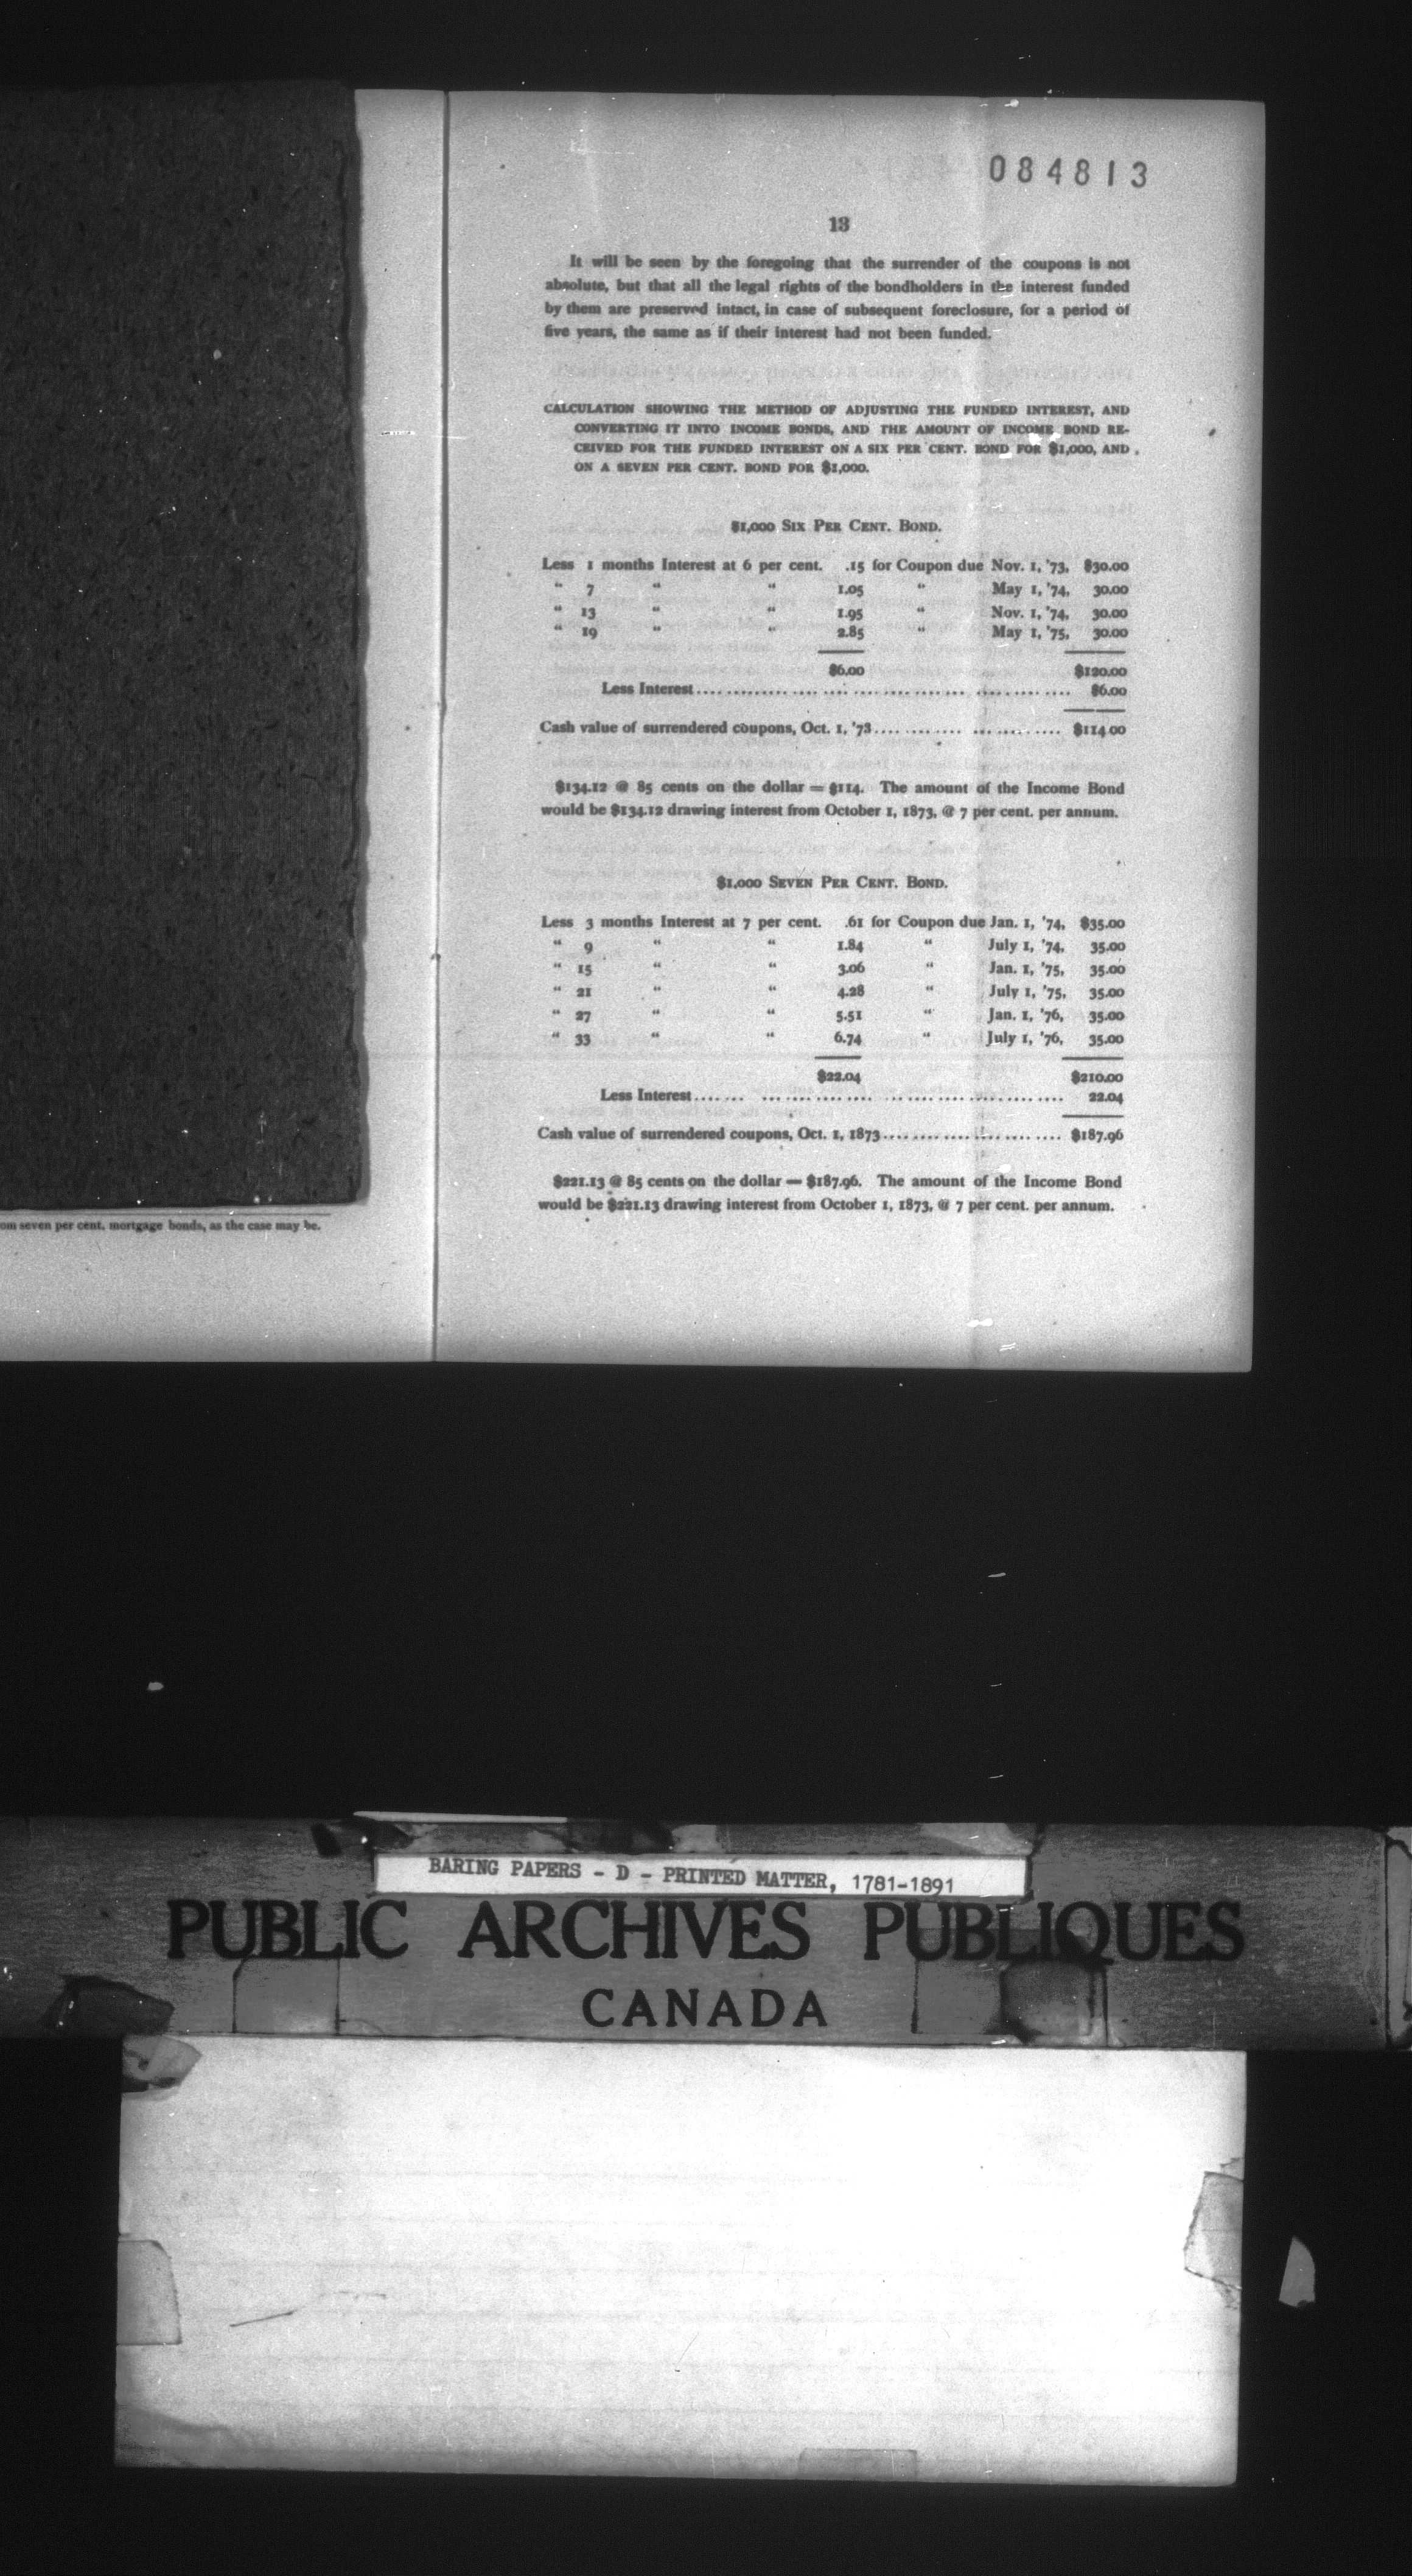 084813
13
It will be seen by the foregoing that the surrender of the coupons is not
absolute, but that all the legal rights of the bondholders in the interest funded
by them are preserved intact, in case of subsequent foreclosure, for a period of
five years, the same as if their interest had not been funded.
CALCULATION SHOWING THE METHOD OF ADJUSTING THE FUNDED INTEREST, AND
CONVERTING IT INTO INCOME BONDS, AND THE AMOUNT OF INCOME BOND RE-
CEIVED FOR THE FUNDED INTEREST ON A SIX PER CENT. BOND FOR $1,000, AND
ON A SEVEN PER CENT. BOND FOR $1,000.
$1,000 SIX PER CENT. BOND.
Less 1 months Interest at 6 per cent. .15 for Coupon due Nov. 1, '73, $30.00
" 7 " " 1.05 " May 1, '74, 30.00
" 13 " " 1.95 " Nov. 1, '74, 30.00
" 19 " " 2.85 " May 1, '75, 30.00
$6.00 $120.00
Less Interest.... $6.00
Cash value of surrendered coupons, Oct. 1, '73.... $114 00
$134.12 @ 85 cents on the dollar = $114. The amount of the Income Bond
would be $134.12 drawing interest from October 1, 1873, @ 7 per cent. per annum.
$1,000 SEVEN PER CENT. BOND.
Less 3 months Interest at 7 per cent. .61 for Coupon due Jan. 1, '74, $35.00
" 9 " " 1.84 " July 1, '74, 35.00
" 15 " " 3.06 " Jan. 1, '75, 35.00
" 21 " " 4.28 " July 1, '75, 35.00
" 27 " " 5.51 " Jan. 1, '76, 35.00
" 33 " " 6.74 " July 1, '76, 35.00
$22.04 $210.00
Less Interest.... 22.04
Cash value of surrendered coupons, Oct. 1, 1873.... $187.96
$221.13 @ 85 cents on the dollar = $187.96. The amount of the Income Bond
would be $221.13 drawing interest from October 1, 1873, @ 7 per cent. per annum.
om seven per cent. mortgage bonds, as the case may be.
BARING PAPERS - D - PRINTED MATTER, 1781-1891
PUBLIC ARCHIVES PUBLIQUES
CANADA